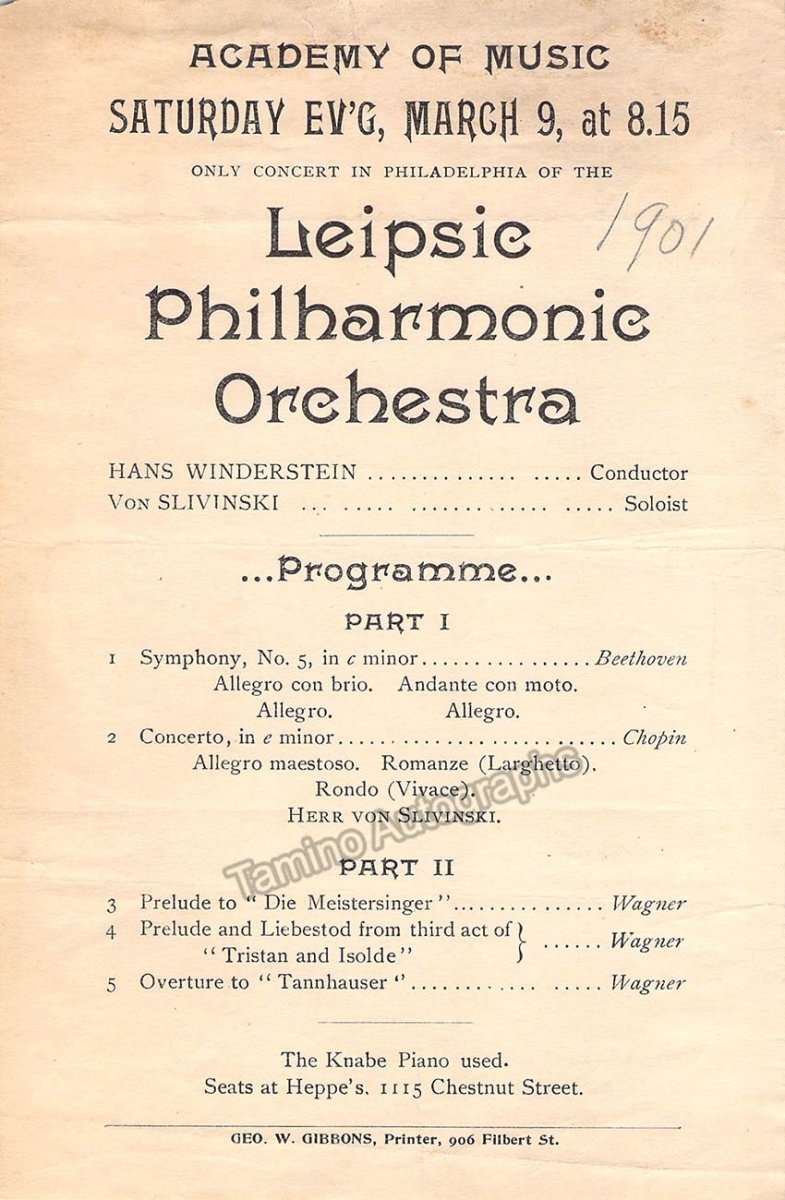 ACADEMY OF MUSIC
SATURDAY EV'G, MARCH 9, at 8.15
ONLY CONCERT IN PHILADELPHIA OF THE
Leipsic
1901
Philharmonic
Orchestra
HANS WINDERSTEIN .............. ..... Conductor
VON SLIVINSKI ... ..... .............. ..... Soloist
...Programme...
PART I
1 Symphony, No. 5, in c minor................. Beethoven
Allegro con brio. Andante con moto.
Allegro. Allegro.
2 Concerto, in e minor............................ Chopin
Allegro maestoso. Romanze (Larghetto).
Rondo (Vivace).
HERR VON SLIVINSKI.
Tamino Autographs
PART II
3 Prelude to "Die Meistersinger"............... Wagner
4 Prelude and Liebestod from third act of } ...... Wagner
"Tristan and Isolde"
5 Overture to "Tannhauser"............ ..... Wagner
The Knabe Piano used.
Seats at Heppe's. 1115 Chestnut Street.
GEO. W. GIBBONS, Printer, 906 Filbert St.